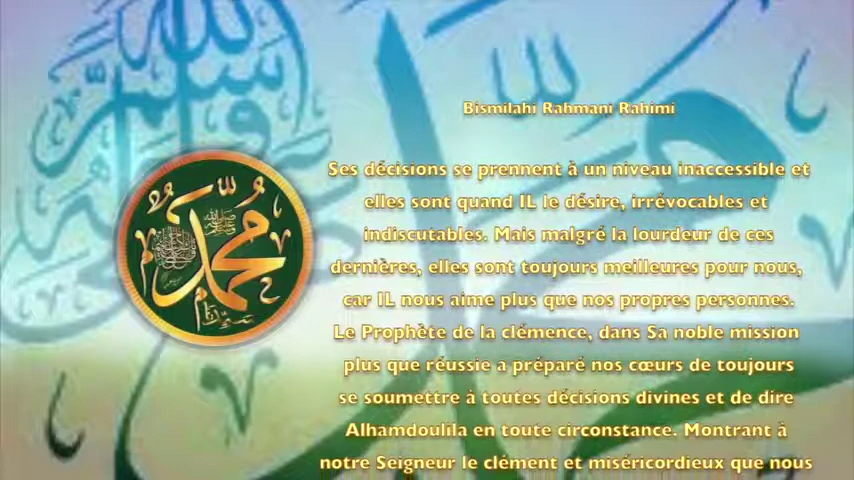 Bismilahi Rahmani Rahimi
Ses décisions se prennent à un niveau inaccessible et
elles sont quand IL le désire, irrévocables et
indiscutables. Mais malgré la lourdeur de ces
dernières, elles sont toujours meilleures pour nous,
car IL nous aime plus que nos propres personnes.
Le Prophète de la clémence, dans Sa noble mission
plus que réussie a préparé nos cœurs de toujours
se soumettre à toutes décisions divines et de dire
Alhamdoulila en toute circonstance. Montrant à
notre Seigneur le clément et miséricordieux que nous
محمد